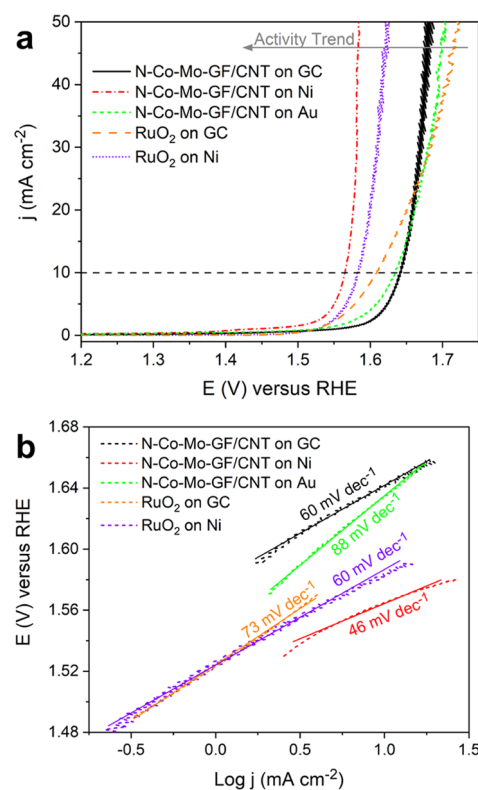 a
Activity Trend
N-Co-Mo-GF/CNT on GC
N-Co-Mo-GF/CNT on Ni
N-Co-Mo-GF/CNT on Au
RuO₂ on GC
RuO₂ on Ni
j (mA cm⁻²)
50
40
30
20
10
0
1.2 1.3 1.4 1.5 1.6 1.7
E (V) versus RHE
b
N-Co-Mo-GF/CNT on GC
N-Co-Mo-GF/CNT on Ni
N-Co-Mo-GF/CNT on Au
RuO₂ on GC
RuO₂ on Ni
60 mV dec⁻¹
88 mV dec⁻¹
60 mV dec⁻¹
73 mV dec⁻¹
46 mV dec⁻¹
E (V) versus RHE
1.68
1.64
1.60
1.56
1.52
1.48
-0.5 0.0 0.5 1.0 1.5
Log j (mA cm⁻²)